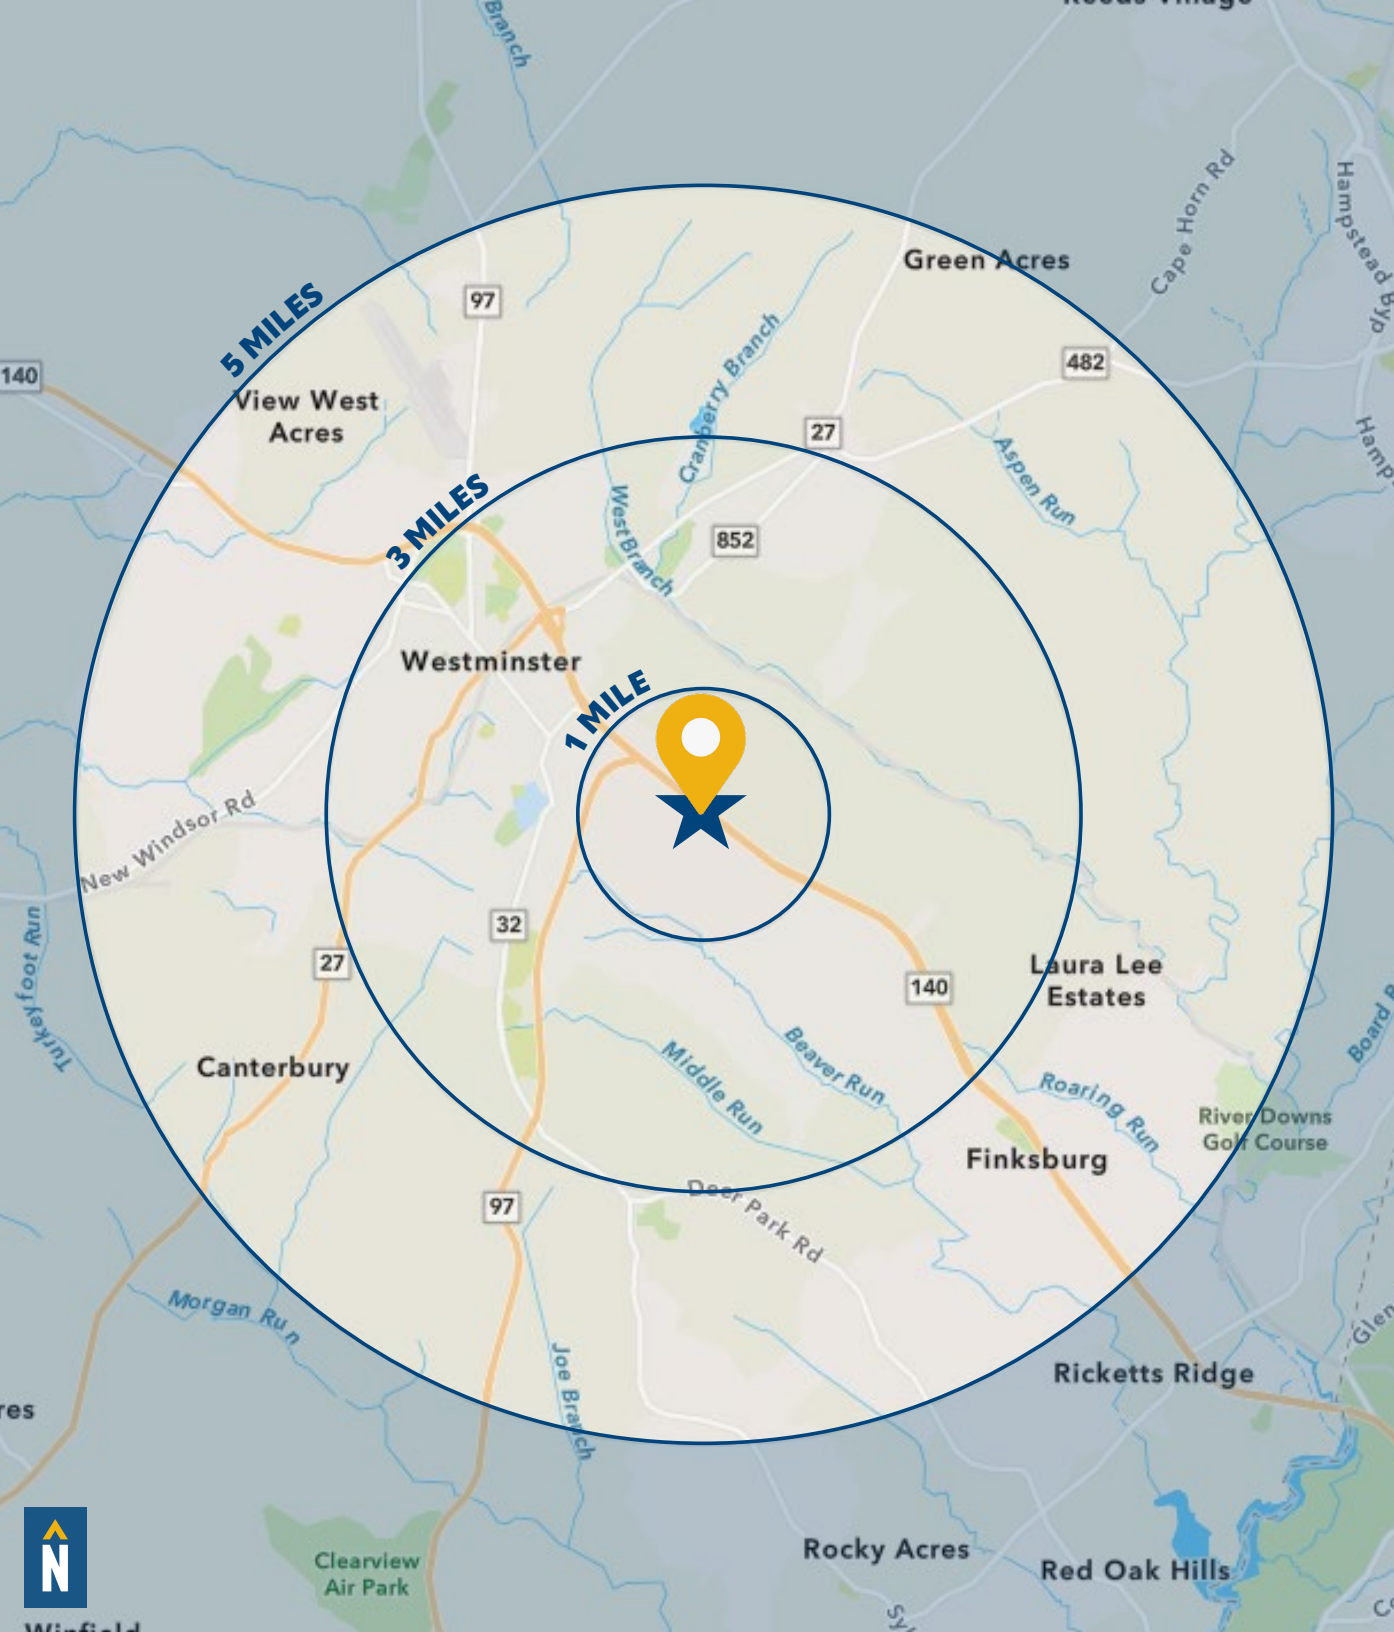 Branch
Cape Horn Rd
Hampstead Byp
Green Acres
97
5 MILES
482
140
View West
Acres
Cranberry Branch
27
Aspen Run
3 MILES
West Branch
852
Westminster
1 MILE
New Windsor Rd
Turkeyfoot Run
32
27
140
Laura Lee
Estates
Canterbury
Beaver Run
Middle Run
Roaring Run
River Downs
Golf Course
Finksburg
97
Deer Park Rd
Morgan Run
Joe Branch
Ricketts Ridge
N
Clearview
Air Park
Rocky Acres
Red Oak Hills